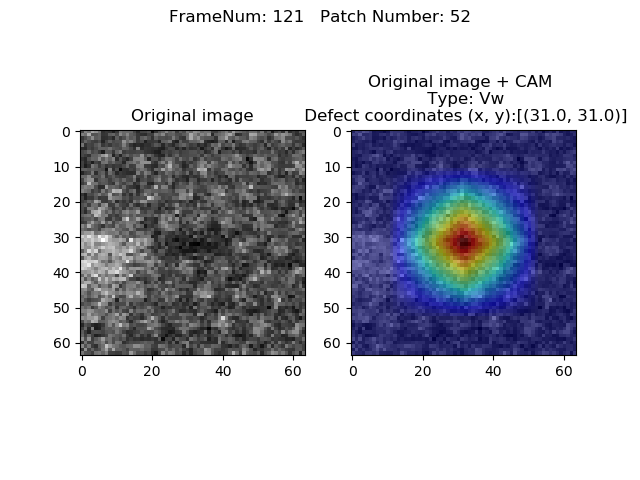 FrameNum: 121   Patch Number: 52
Original image
0
10
20
30
40
50
60
0 20 40 60
Original image + CAM
Type: Vw
Defect coordinates (x, y):[(31.0, 31.0)]
0
10
20
30
40
50
60
0 20 40 60